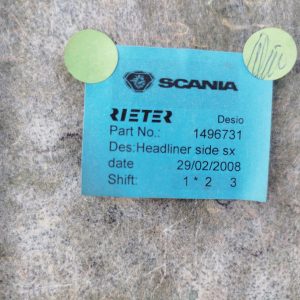 SCANIA
RIETER Desio
Part No.: 1496731
Des:Headliner side sx
date 29/02/2008
Shift: 1 * 2 3